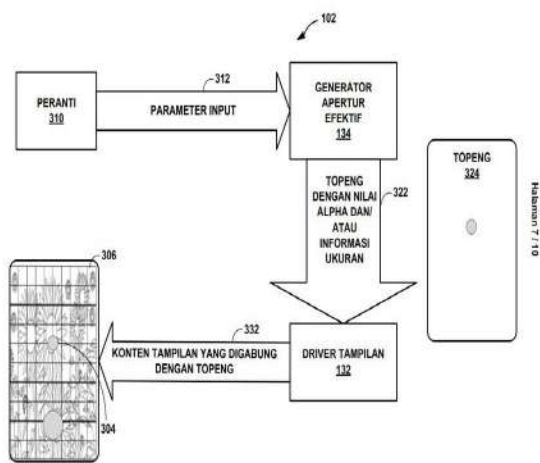 102
312
PERANTI
310
PARAMETER INPUT
GENERATOR
APERTUR
EFEKTIF
134
TOPENG
324
TOPENG
DENGAN NILAI
ALPHA DAN/
ATAU
INFORMASI
UKURAN
322
Halaman 7 / 10
306
332
KONTEN TAMPILAN YANG DIGABUNG
DENGAN TOPENG
DRIVER TAMPILAN
132
304